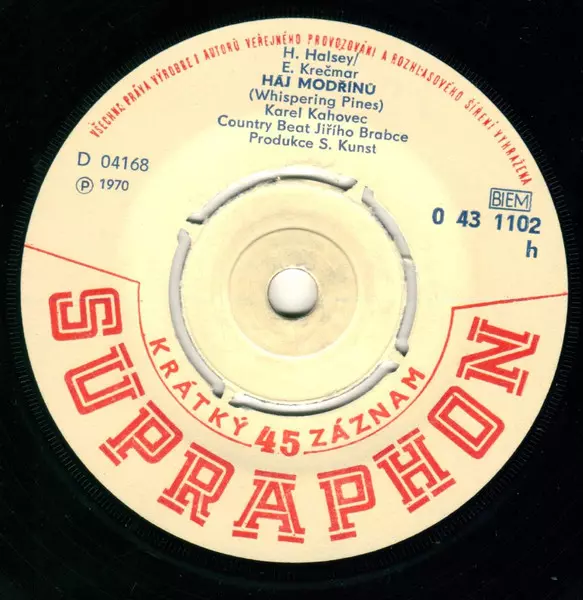 VŠECHNA PRÁVA VÝROBCE I AUTORŮ VEŘEJNÉHO PROVOZOVÁNÍ A ROZHLASOVÉHO ŠÍŘENÍ VYHRAŽENA
H. Halsey/
E. Krečmar
HÁJ MODŘÍNŮ
(Whispering Pines)
Karel Kahovec
Country Beat Jiřího Brabce
Produkce S. Kunst
D 04168
Ⓟ 1970
BIEM
0 43 1102
h
KRÁTKÝ 45 ZÁZNAM
SUPRAPHON